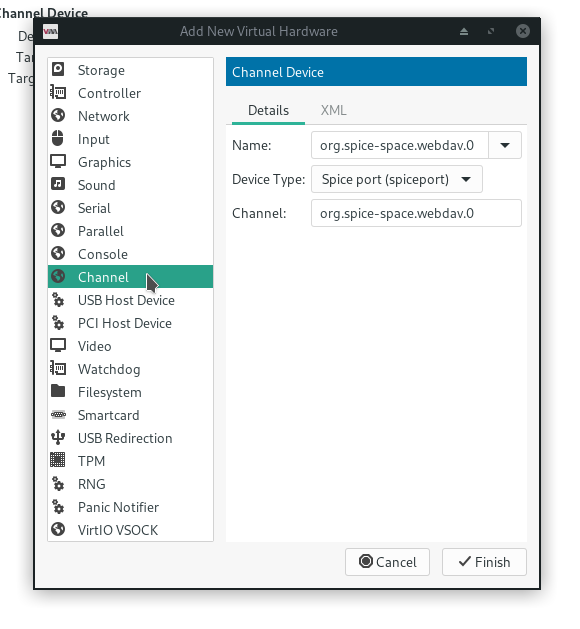 Channel Device
De
Tar
Targ
Add New Virtual Hardware
Storage
Controller
Network
Input
Graphics
Sound
Serial
Parallel
Console
Channel
USB Host Device
PCI Host Device
Video
Watchdog
Filesystem
Smartcard
USB Redirection
TPM
RNG
Panic Notifier
VirtIO VSOCK
Channel Device
Details XML
Name: org.spice-space.webdav.0
Device Type: Spice port (spiceport)
Channel: org.spice-space.webdav.0
Cancel Finish